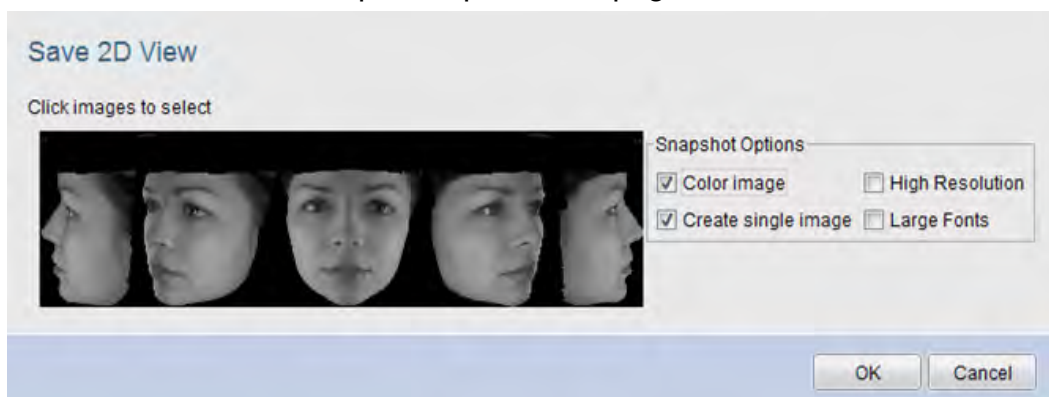 Save 2D View
Click images to select
Snapshot Options
Color image
High Resolution
Create single image
Large Fonts
OK
Cancel